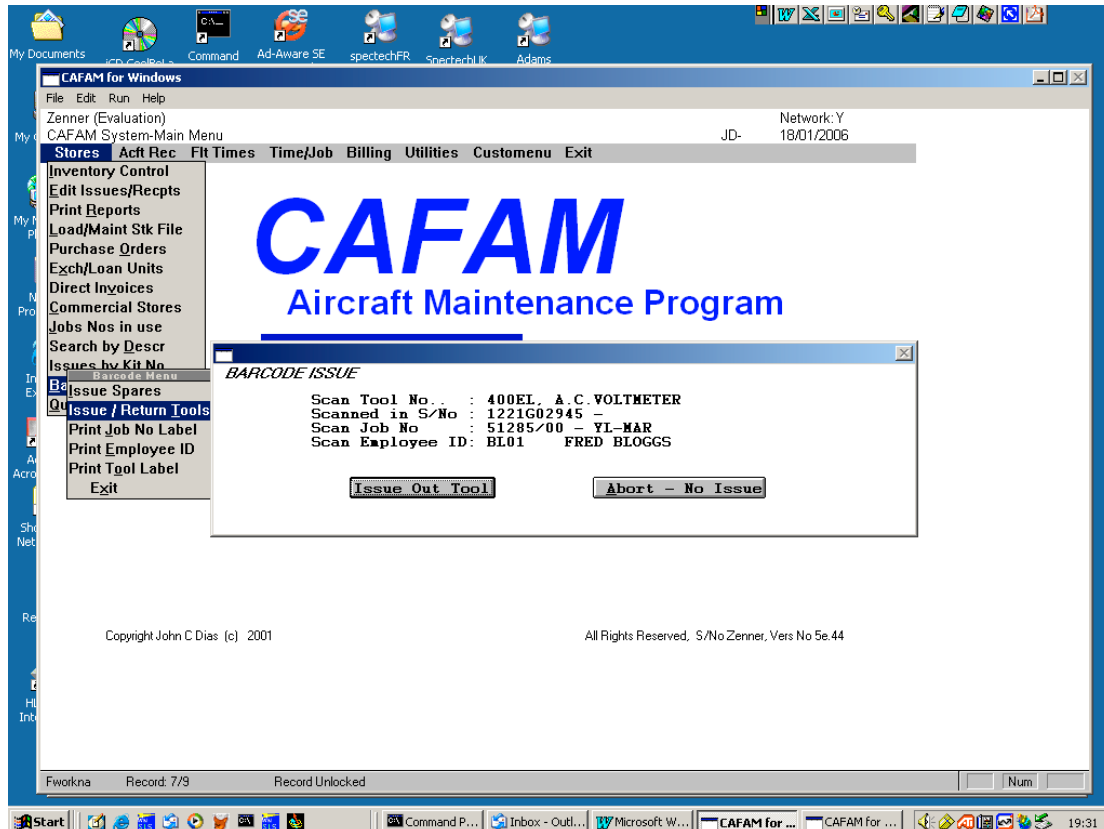 My Documents
Command
Ad-Aware SE
spectechFR
SpectechUK
Adams
CAFAM for Windows
File Edit Run Help
Zenner (Evaluation)
Network: Y
CAFAM System-Main Menu
JD- 18/01/2006
Stores Acft Rec Flt Times Time/Job Billing Utilities Customenu Exit
Inventory Control
Edit Issues/Recpts
Print Reports
Load/Maint Stk File
Purchase Orders
Exch/Loan Units
Direct Invoices
Commercial Stores
Jobs Nos in use
Search by Descr
Issues by Kit No
CAFAM
Aircraft Maintenance Program
Barcode Menu
Issue Spares
Issue / Return Tools
Print Job No Label
Print Employee ID
Print Tool Label
Exit
BARCODE ISSUE
Scan Tool No.. : 400EL, A.C.VOLTMETER
Scanned in S/No : 1221G02945 -
Scan Job No : 51285/00 - YL-MAR
Scan Employee ID: BL01 FRED BLOGGS
Issue Out Tool
Abort - No Issue
Copyright John C Dias (c) 2001
All Rights Reserved, S/No Zenner, Vers No 5e.44
Fworkna Record: 7/9 Record Unlocked Num
Start Command P... Inbox - Outl... Microsoft W... CAFAM for ... CAFAM for ... 19:31